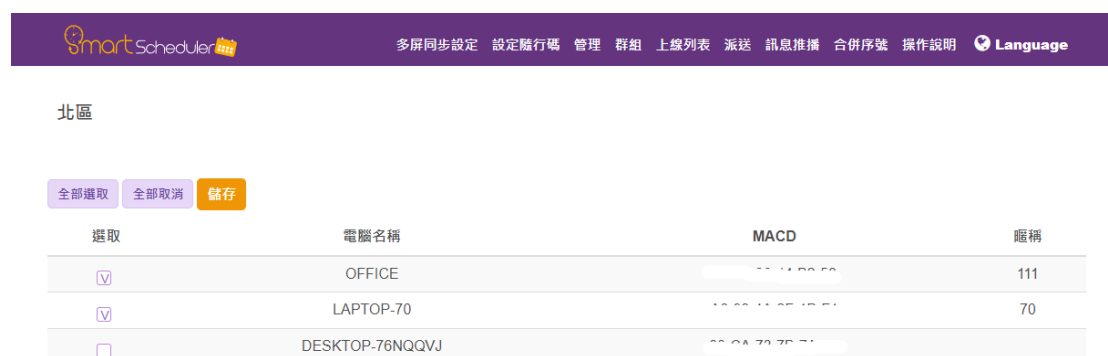 Smart Scheduler 多屏同步設定 設定隨行碼 管理 群組 上線列表 派送 訊息推播 合併序號 操作說明 Language
北區
全部選取 全部取消 儲存
選取 電腦名稱 MACD 暱稱
V OFFICE 111
V LAPTOP-70 70
DESKTOP-76NQQVJ